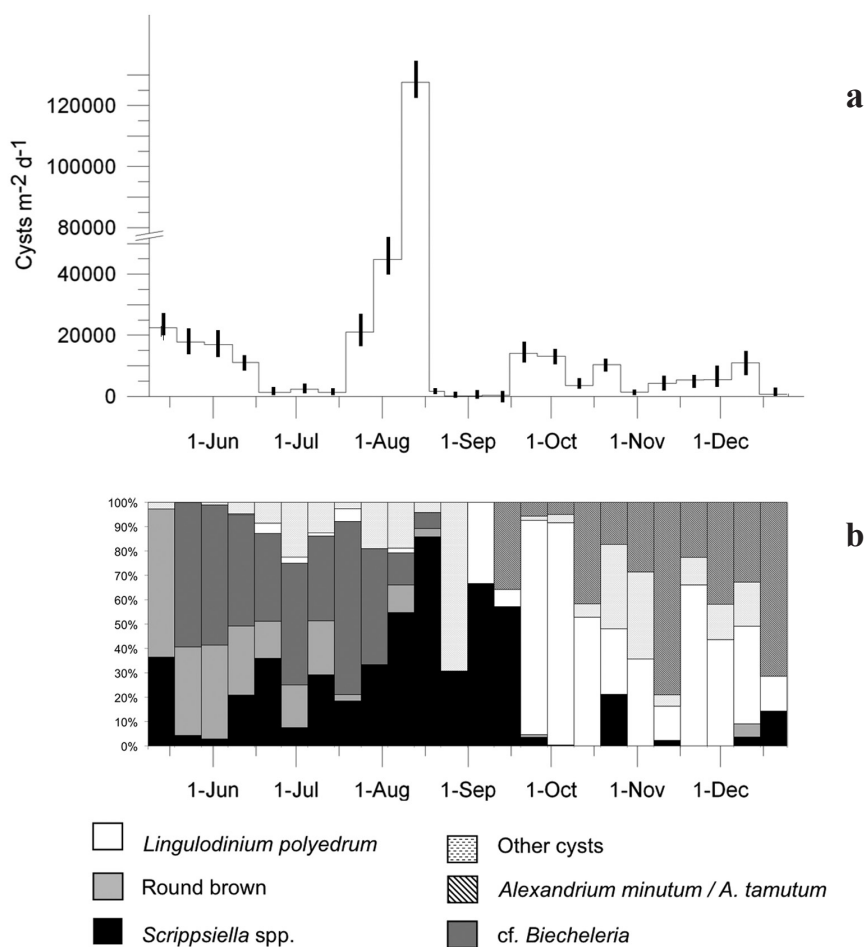 a
Cysts m-2 d-1
120000
100000
80000
40000
20000
0
1-Jun 1-Jul 1-Aug 1-Sep 1-Oct 1-Nov 1-Dec
b
100%
90%
80%
70%
60%
50%
40%
30%
20%
10%
0%
1-Jun 1-Jul 1-Aug 1-Sep 1-Oct 1-Nov 1-Dec
Lingulodinium polyedrum
Round brown
Scrippsiella spp.
Other cysts
Alexandrium minutum / A. tamutum
cf. Biecheleria